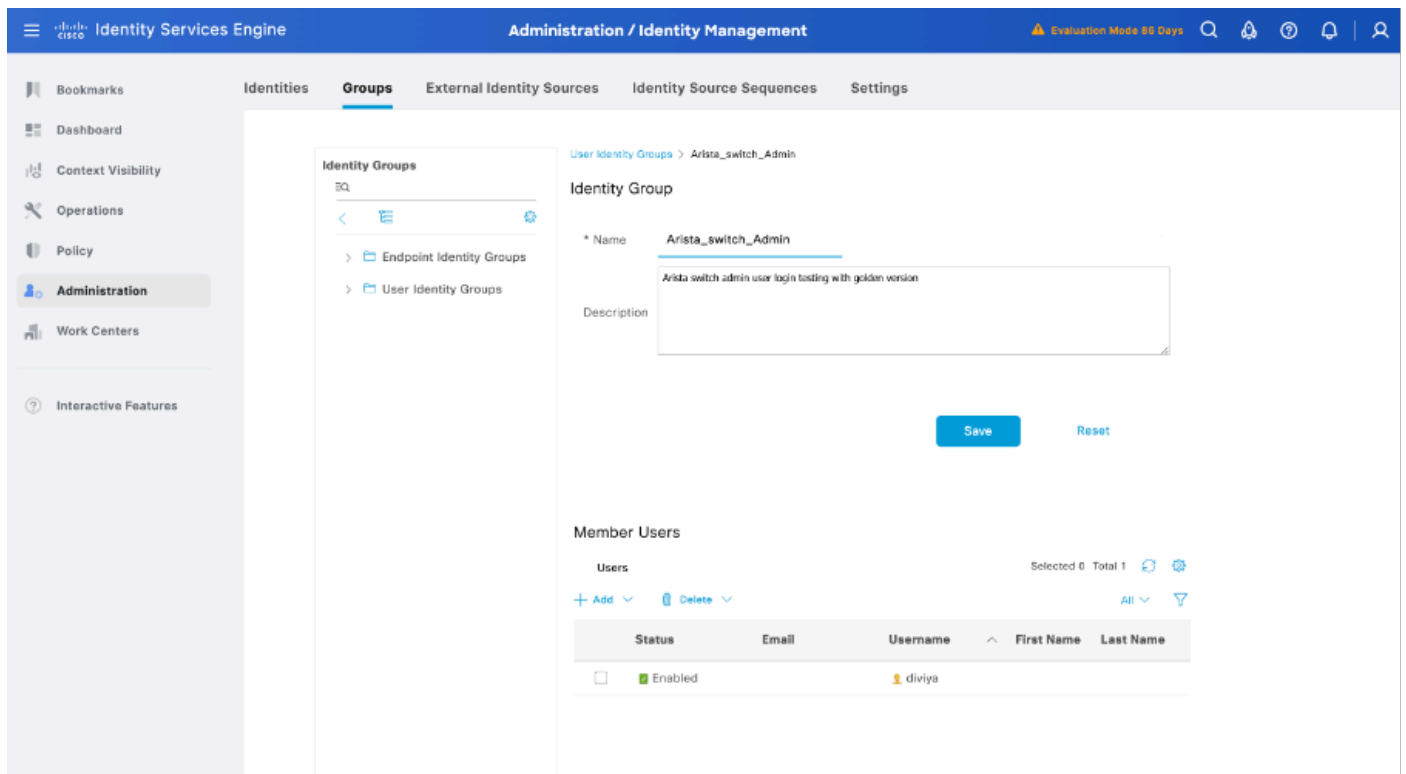 cisco Identity Services Engine
Administration / Identity Management
Evaluation Mode 86 Days
Bookmarks
Dashboard
Context Visibility
Operations
Policy
Administration
Work Centers
Interactive Features
Identities Groups External Identity Sources Identity Source Sequences Settings
Identity Groups
Endpoint Identity Groups
User Identity Groups
User Identity Groups > Arista_switch_Admin
Identity Group
* Name Arista_switch_Admin
Description Arista switch admin user login testing with golden version
Save Reset
Member Users
Users
Selected 0 Total 1
Add Delete All
Status Email Username First Name Last Name
Enabled diviya